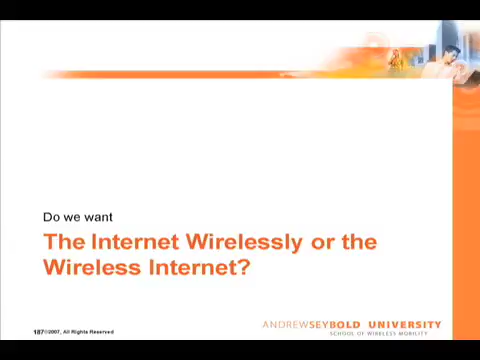 Do we want
The Internet Wirelessly or the
Wireless Internet?
187©2007, All Rights Reserved
ANDREWSEYBOLD UNIVERSITY
SCHOOL OF WIRELESS MOBILITY